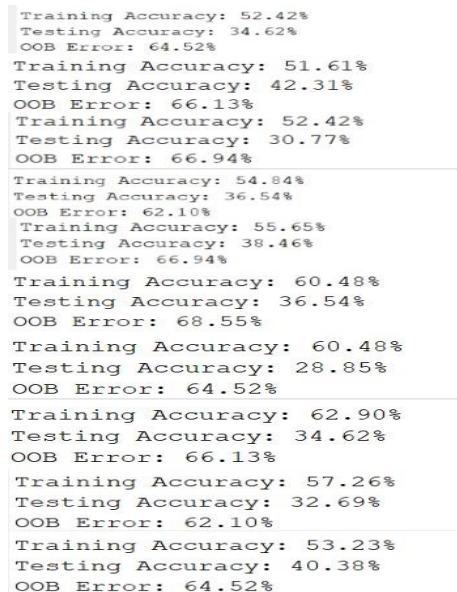 Training Accuracy: 52.42%
Testing Accuracy: 34.62%
OOB Error: 64.52%
Training Accuracy: 51.61%
Testing Accuracy: 42.31%
OOB Error: 66.13%
Training Accuracy: 52.42%
Testing Accuracy: 30.77%
OOB Error: 66.94%
Training Accuracy: 54.84%
Testing Accuracy: 36.54%
OOB Error: 62.10%
Training Accuracy: 55.65%
Testing Accuracy: 38.46%
OOB Error: 66.94%
Training Accuracy: 60.48%
Testing Accuracy: 36.54%
OOB Error: 68.55%
Training Accuracy: 60.48%
Testing Accuracy: 28.85%
OOB Error: 64.52%
Training Accuracy: 62.90%
Testing Accuracy: 34.62%
OOB Error: 66.13%
Training Accuracy: 57.26%
Testing Accuracy: 32.69%
OOB Error: 62.10%
Training Accuracy: 53.23%
Testing Accuracy: 40.38%
OOB Error: 64.52%